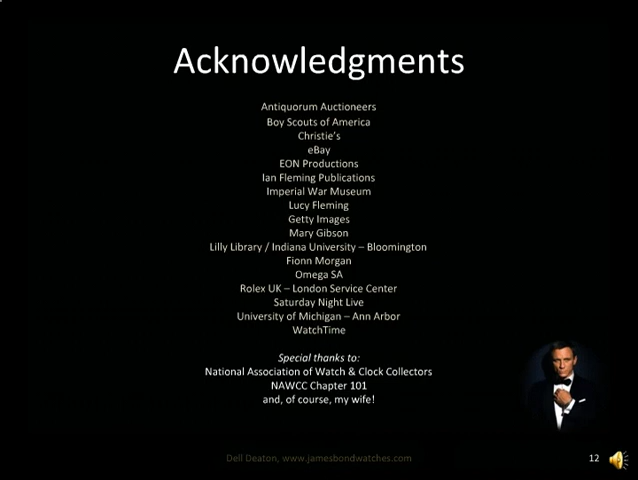 Acknowledgments
Antiquorum Auctioneers
Boy Scouts of America
Christie's
eBay
EON Productions
Ian Fleming Publications
Imperial War Museum
Lucy Fleming
Getty Images
Mary Gibson
Lilly Library / Indiana University – Bloomington
Fionn Morgan
Omega SA
Rolex UK – London Service Center
Saturday Night Live
University of Michigan – Ann Arbor
WatchTime
Special thanks to:
National Association of Watch & Clock Collectors
NAWCC Chapter 101
and, of course, my wife!
Dell Deaton, www.jamesbondwatches.com
12